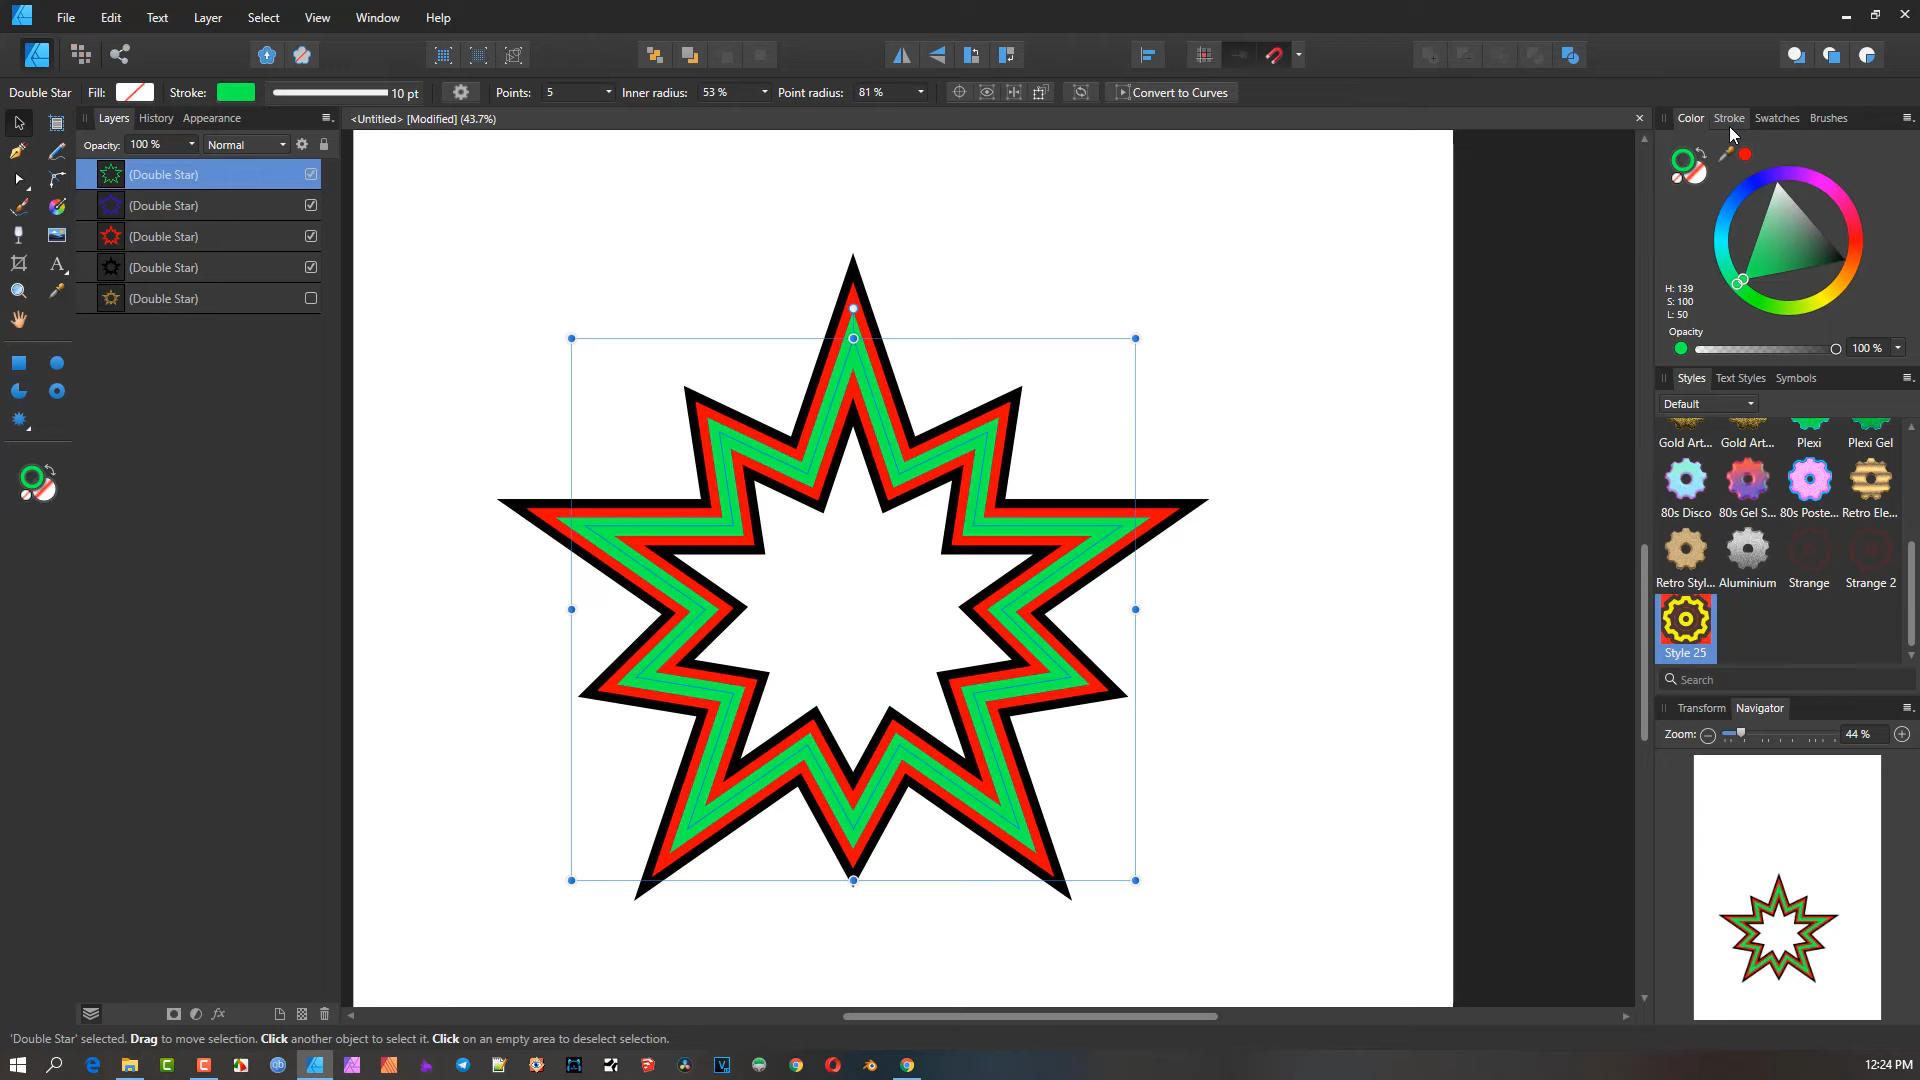 File Edit Text Layer Select View Window Help
Double Star Fill: Stroke: 10 pt Points: 5 Inner radius: 53 % Point radius: 81 % Convert to Curves
Layers History Appearance
<Untitled> [Modified] (43.7%)
Color Stroke Swatches Brushes
Opacity: 100 % Normal
(Double Star)
(Double Star)
(Double Star)
(Double Star)
(Double Star)
H: 139
S: 100
L: 50
Opacity
100 %
Styles Text Styles Symbols
Default
Gold Art... Gold Art... Plexi Plexi Gel
80s Disco 80s Gel S... 80s Poste... Retro Ele...
Retro Styl... Aluminium Strange Strange 2
Style 25
Search
Transform Navigator
Zoom: 44 %
'Double Star' selected. Drag to move selection. Click another object to select it. Click on an empty area to deselect selection.
12:24 PM